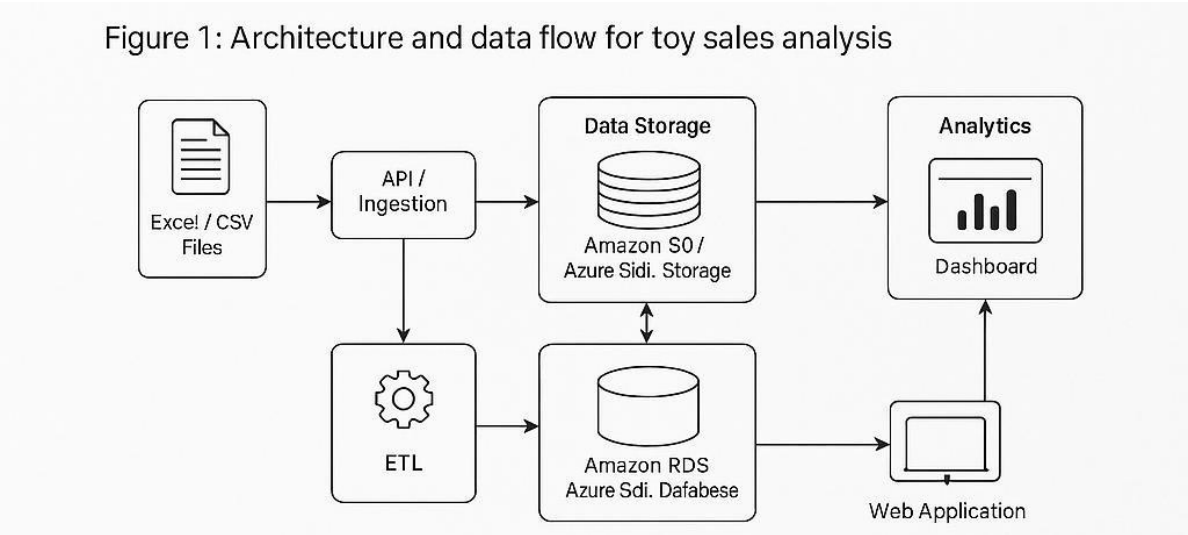 Figure 1: Architecture and data flow for toy sales analysis
Excel / CSV
Files
API /
Ingestion
Data Storage
Amazon S0/
Azure Sidi. Storage
Analytics
Dashboard
ETL
Amazon RDS
Azure Sdi. Dafabese
Web Application